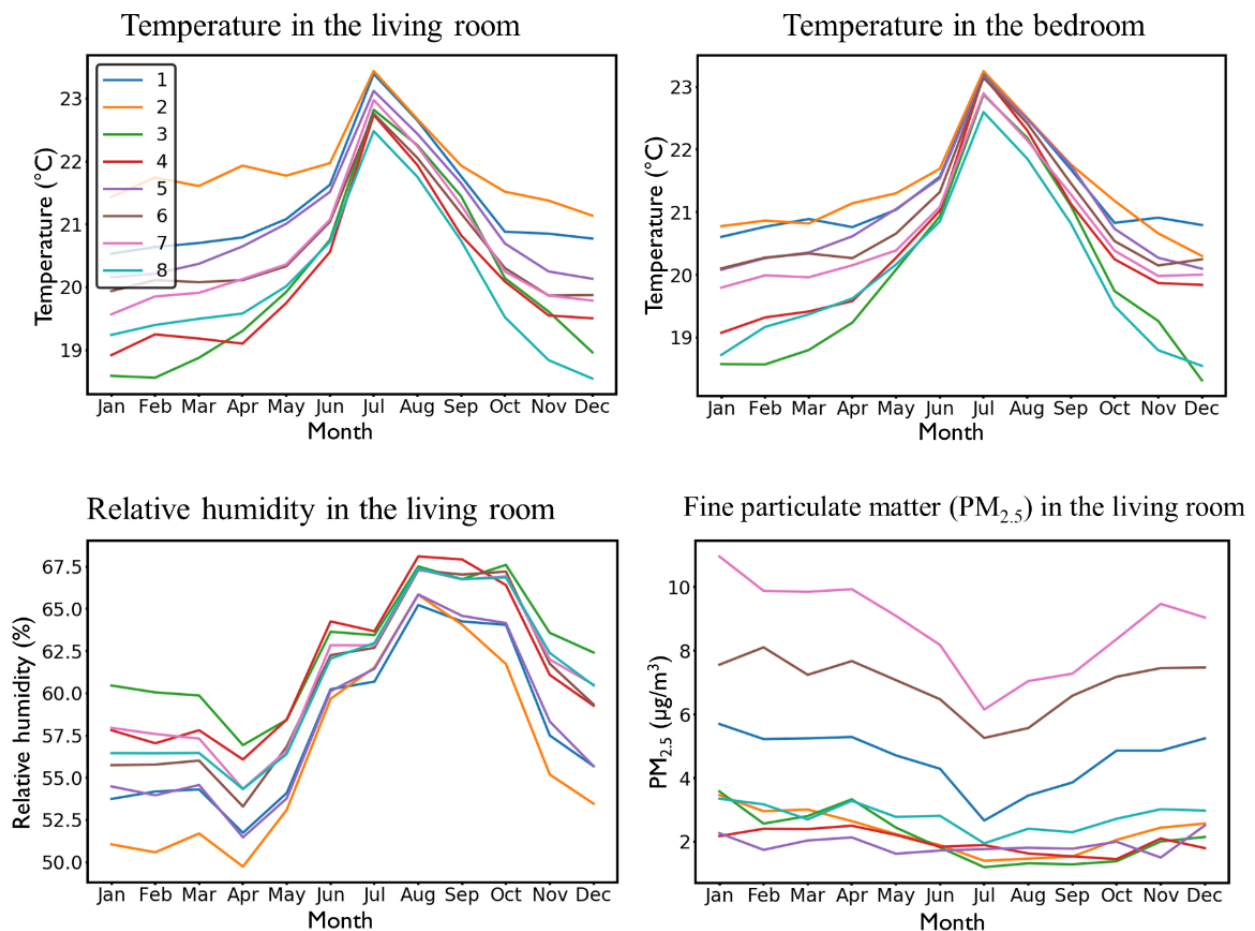 Temperature in the living room
Temperature (°C)
23
22
21
20
19
1
2
3
4
5
6
7
8
Jan Feb Mar Apr May Jun Jul Aug Sep Oct Nov Dec
Month
Temperature in the bedroom
Temperature (°C)
23
22
21
20
19
Jan Feb Mar Apr May Jun Jul Aug Sep Oct Nov Dec
Month
Relative humidity in the living room
Relative humidity (%)
67.5
65.0
62.5
60.0
57.5
55.0
52.5
50.0
Jan Feb Mar Apr May Jun Jul Aug Sep Oct Nov Dec
Month
Fine particulate matter (PM₂.₅) in the living room
PM₂.₅ (µg/m³)
10
8
6
4
2
Jan Feb Mar Apr May Jun Jul Aug Sep Oct Nov Dec
Month